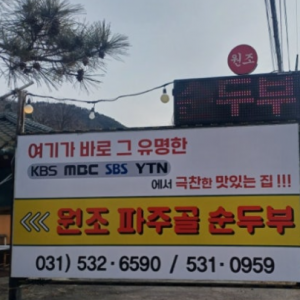 원조
두부
여기가 바로 그 유명한
KBS MBC SBS YTN
에서 극찬한 맛있는 집 !!!
<<< 원조 파주골 순두부
031) 532·6590 / 531·0959